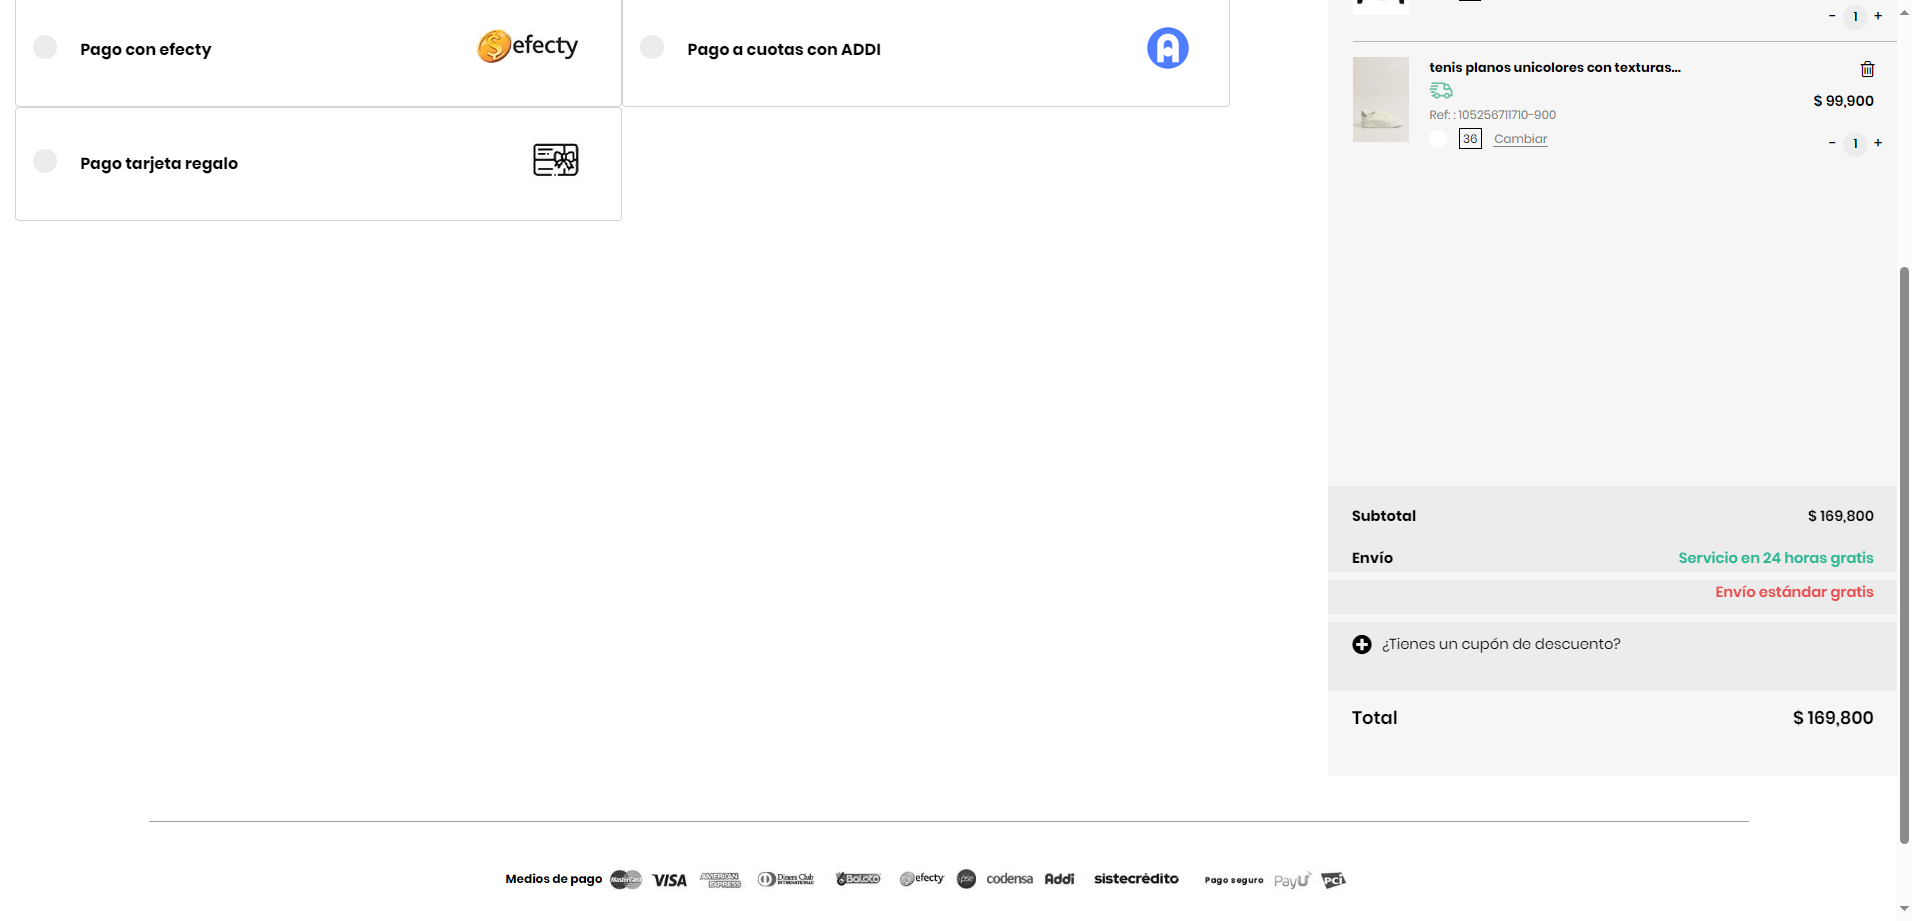 Pago con efecty
efecty
Pago a cuotas con ADDI
Pago tarjeta regalo
- 1 +
tenis planos unicolores con texturas...
$ 99,900
Ref: : 105256711710-900
36 Cambiar
- 1 +
Subtotal $ 169,800
Envío Servicio en 24 horas gratis
Envío estándar gratis
¿Tienes un cupón de descuento?
Total $ 169,800
Medios de pago MasterCard VISA AMERICAN EXPRESS Diners Club INTERNATIONAL Baloto efecty pse codensa Addi sistecrédito Pago seguro PayU PCI